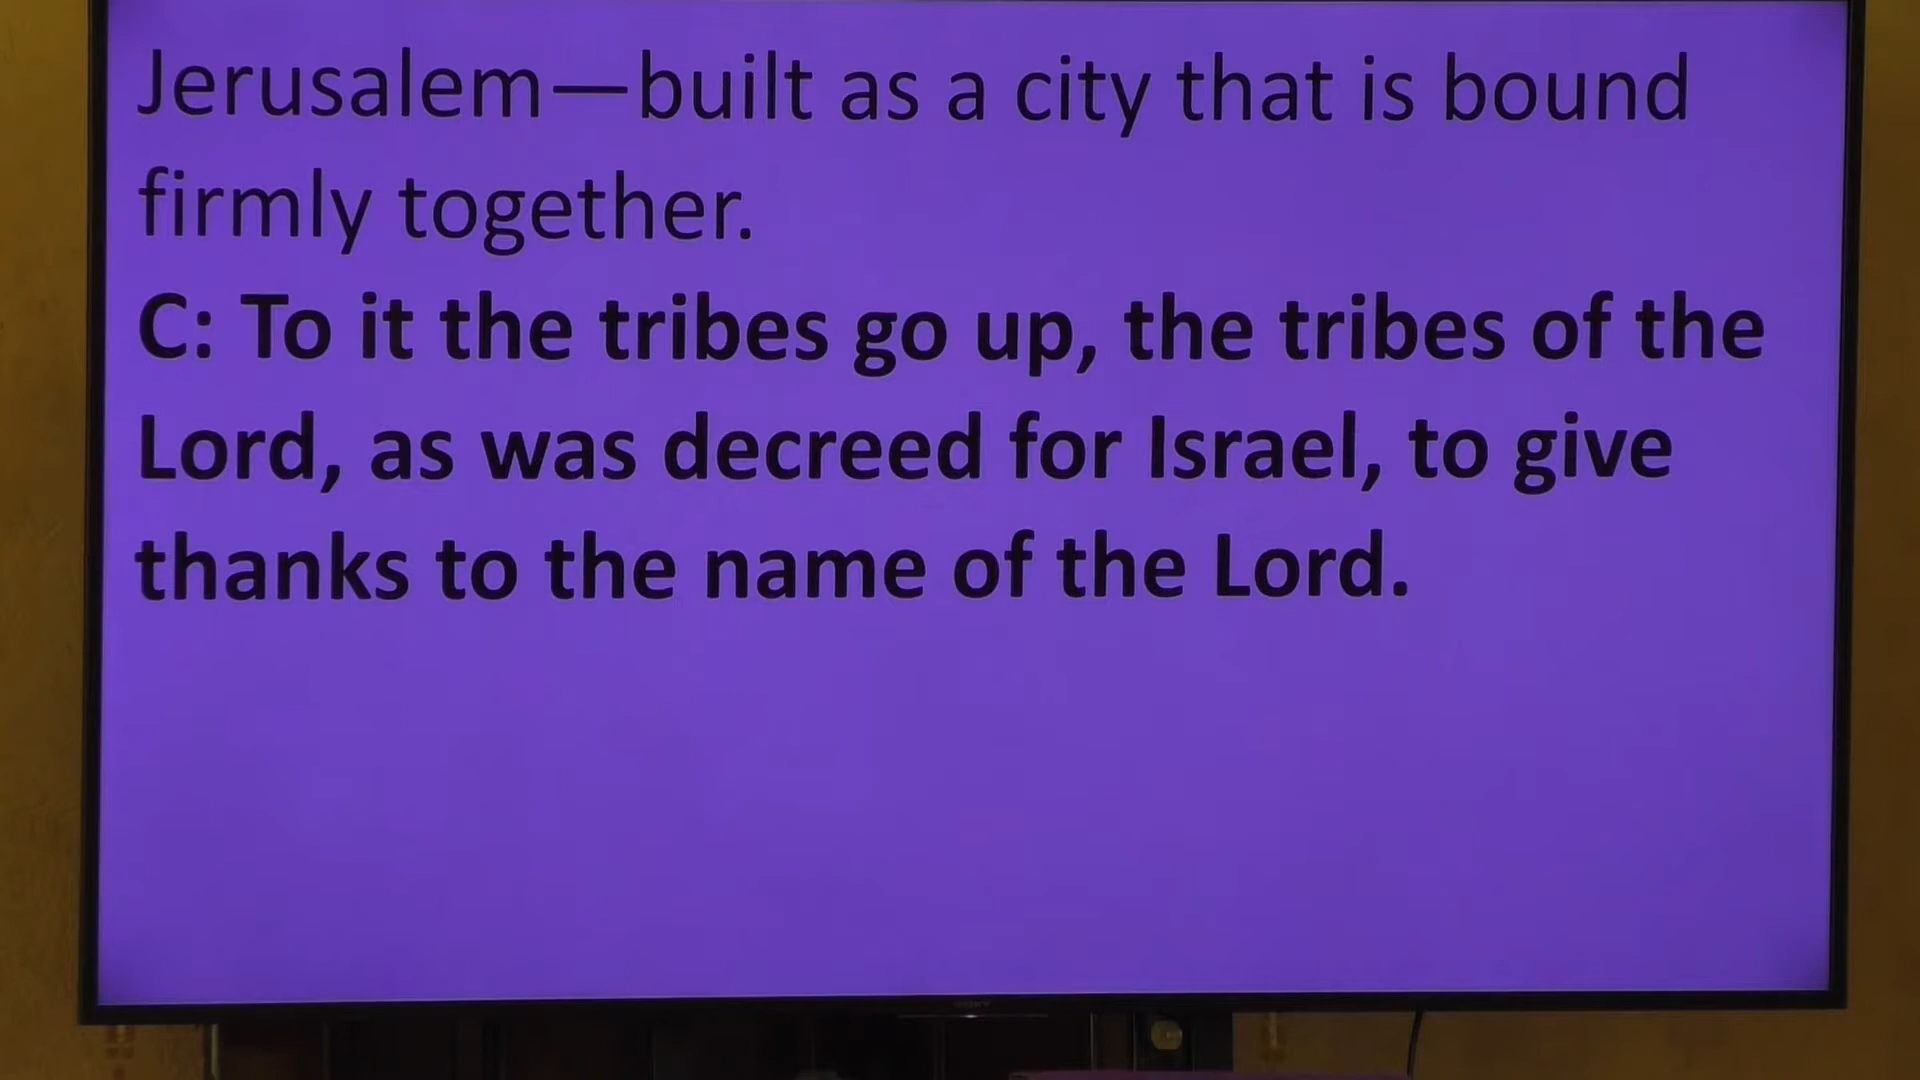 Jerusalem—built as a city that is bound
firmly together.
C: To it the tribes go up, the tribes of the
Lord, as was decreed for Israel, to give
thanks to the name of the Lord.
SONY